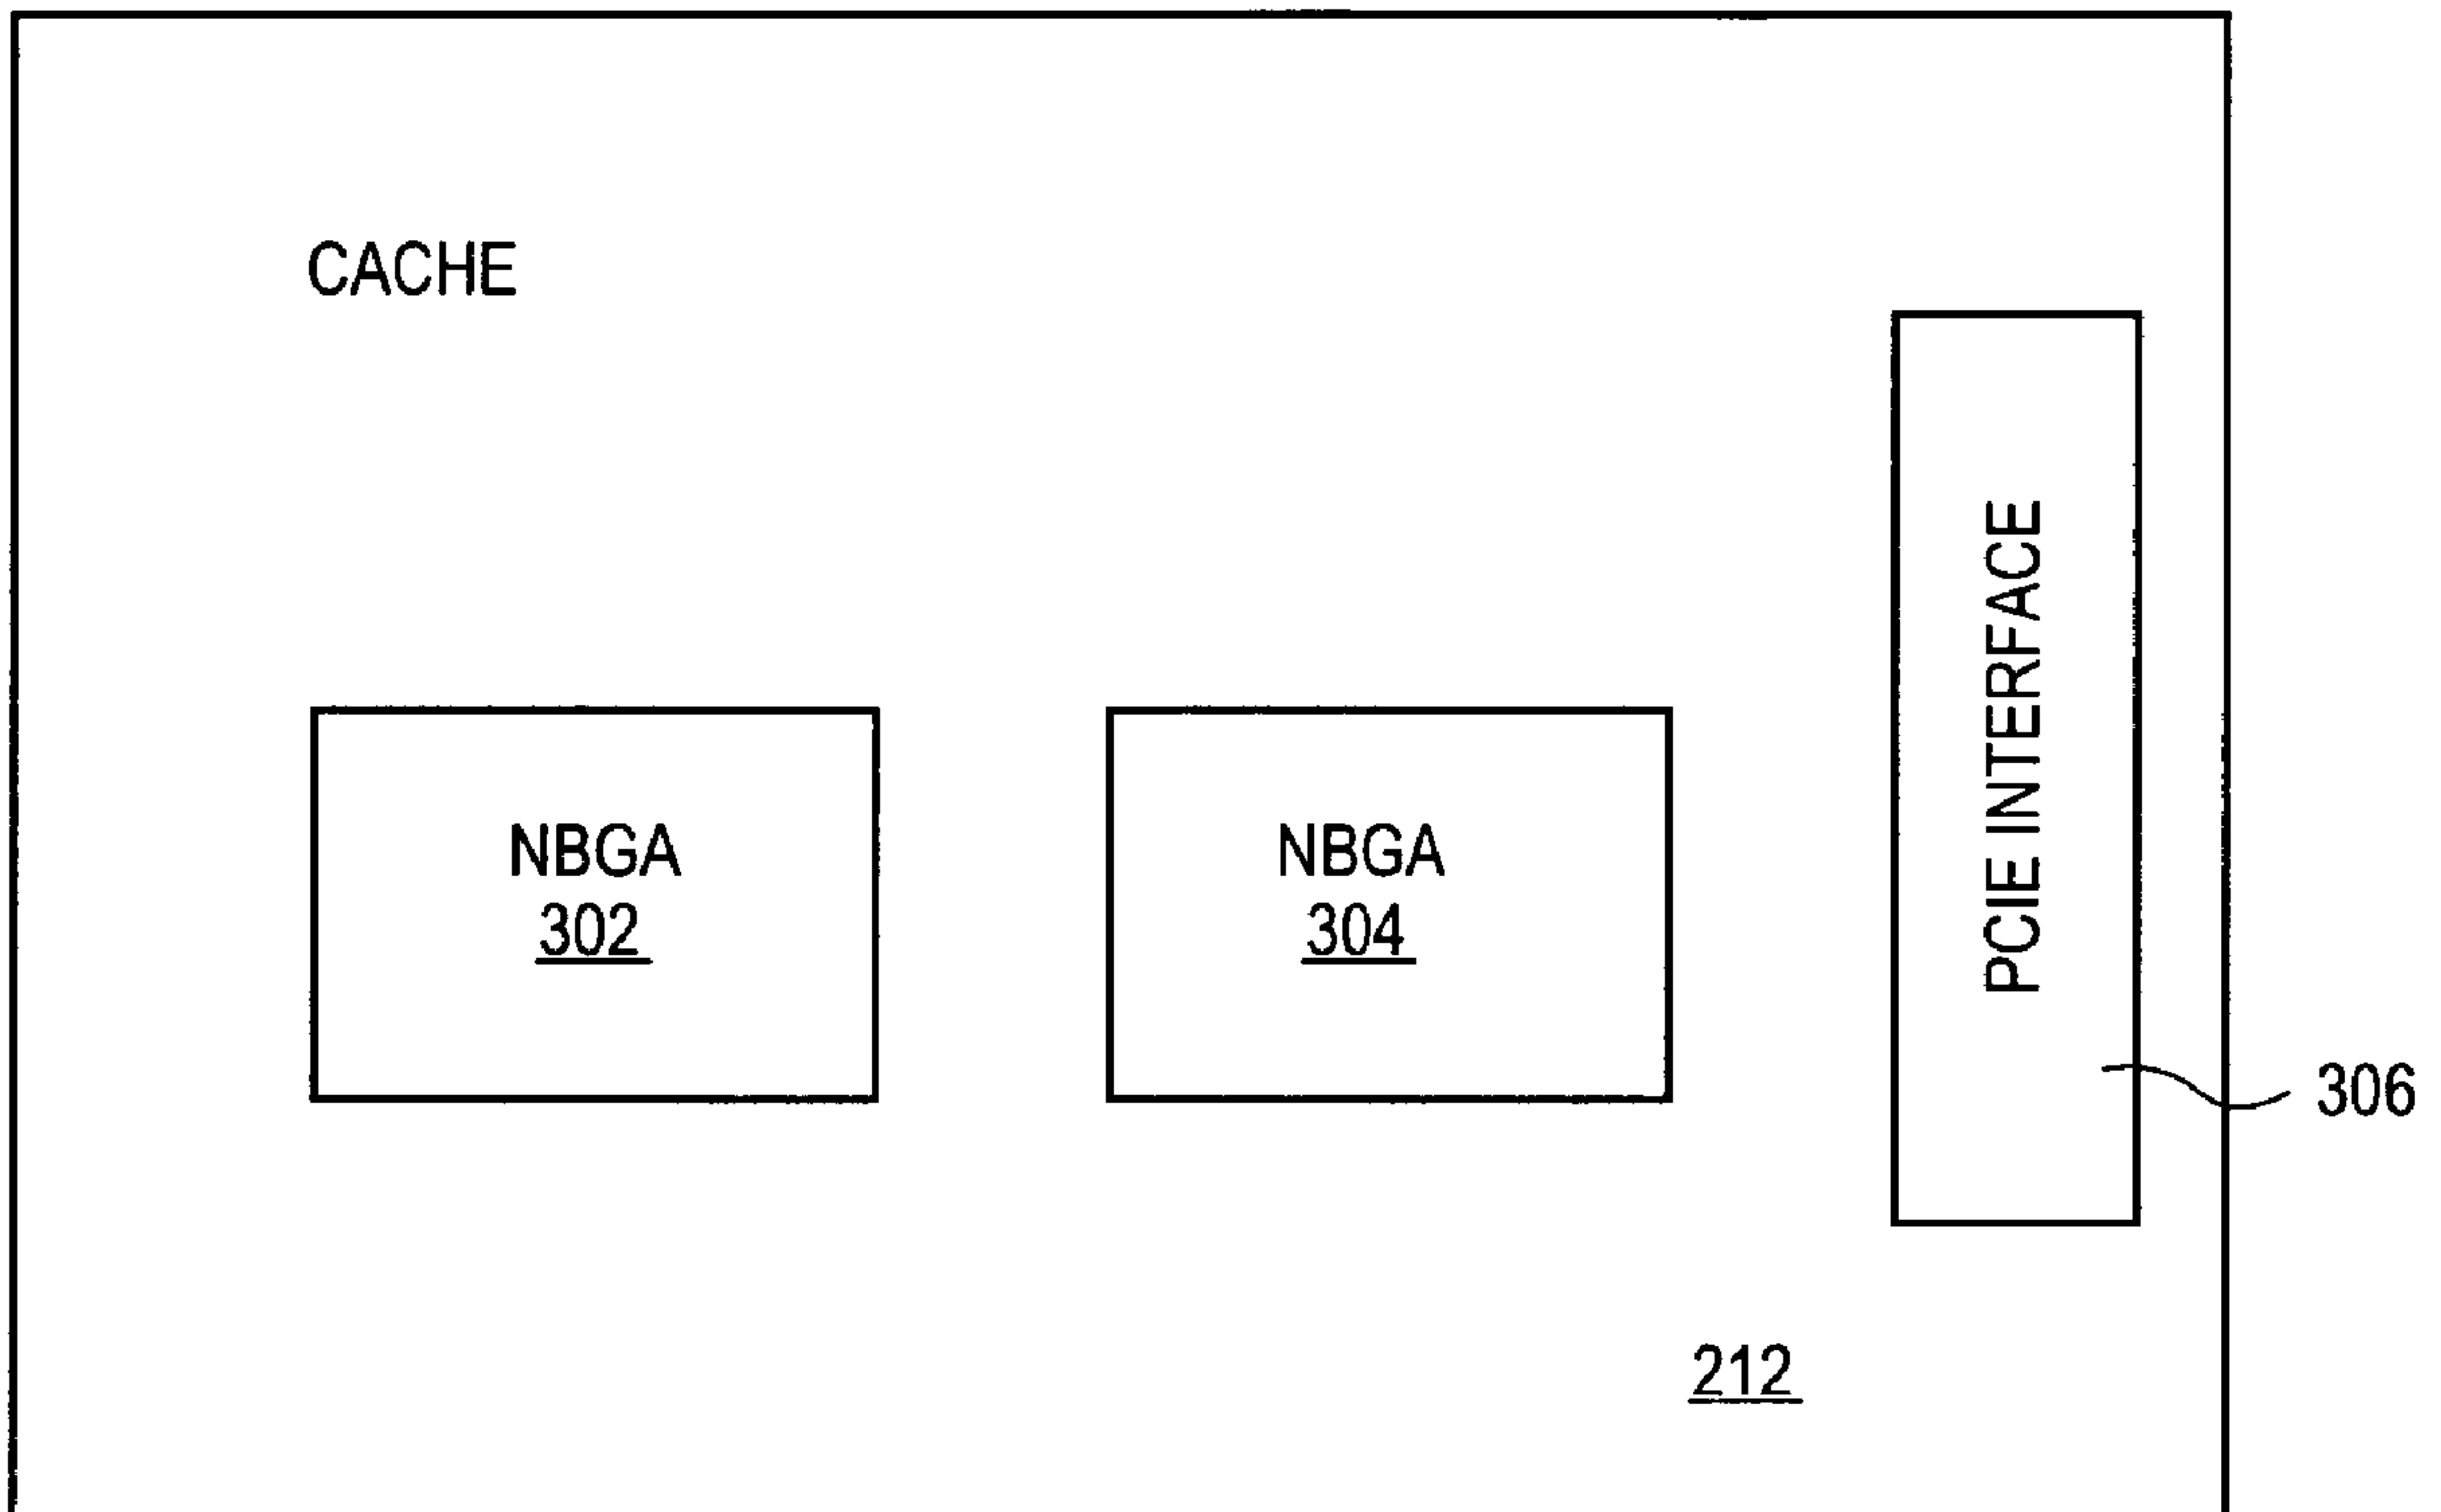 CACHE
NBGA
302
NBGA
304
PCIE INTERFACE
306
212